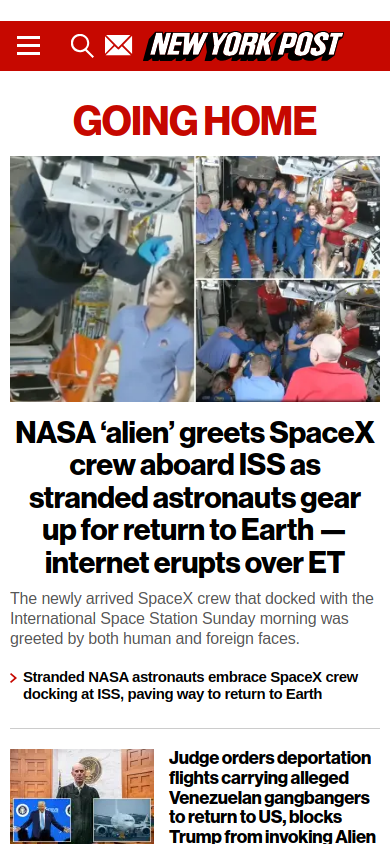 NEW YORK POST
GOING HOME
NASA ‘alien’ greets SpaceX
crew aboard ISS as
stranded astronauts gear
up for return to Earth —
internet erupts over ET
The newly arrived SpaceX crew that docked with the
International Space Station Sunday morning was
greeted by both human and foreign faces.
Stranded NASA astronauts embrace SpaceX crew
docking at ISS, paving way to return to Earth
Judge orders deportation
flights carrying alleged
Venezuelan gangbangers
to return to US, blocks
Trump from invoking Alien